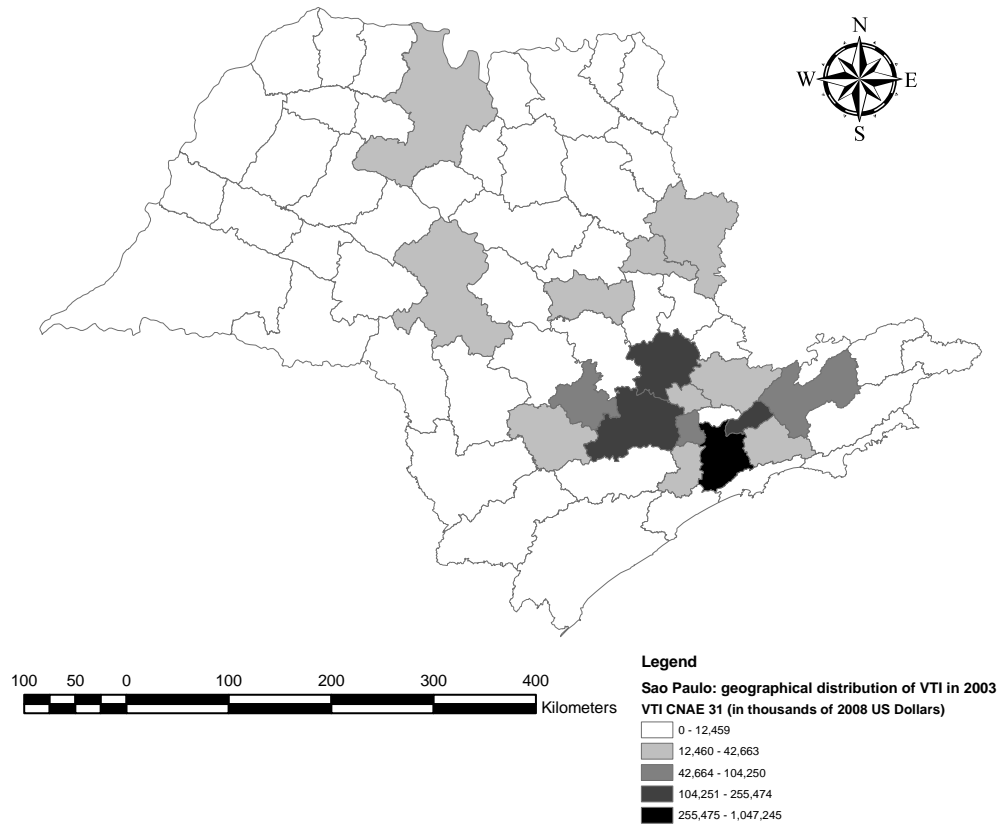 N
W E
S
100 50 0 100 200 300 400
Kilometers
Legend
Sao Paulo: geographical distribution of VTI in 2003
VTI CNAE 31 (in thousands of 2008 US Dollars)
0 - 12,459
12,460 - 42,663
42,664 - 104,250
104,251 - 255,474
255,475 - 1,047,245